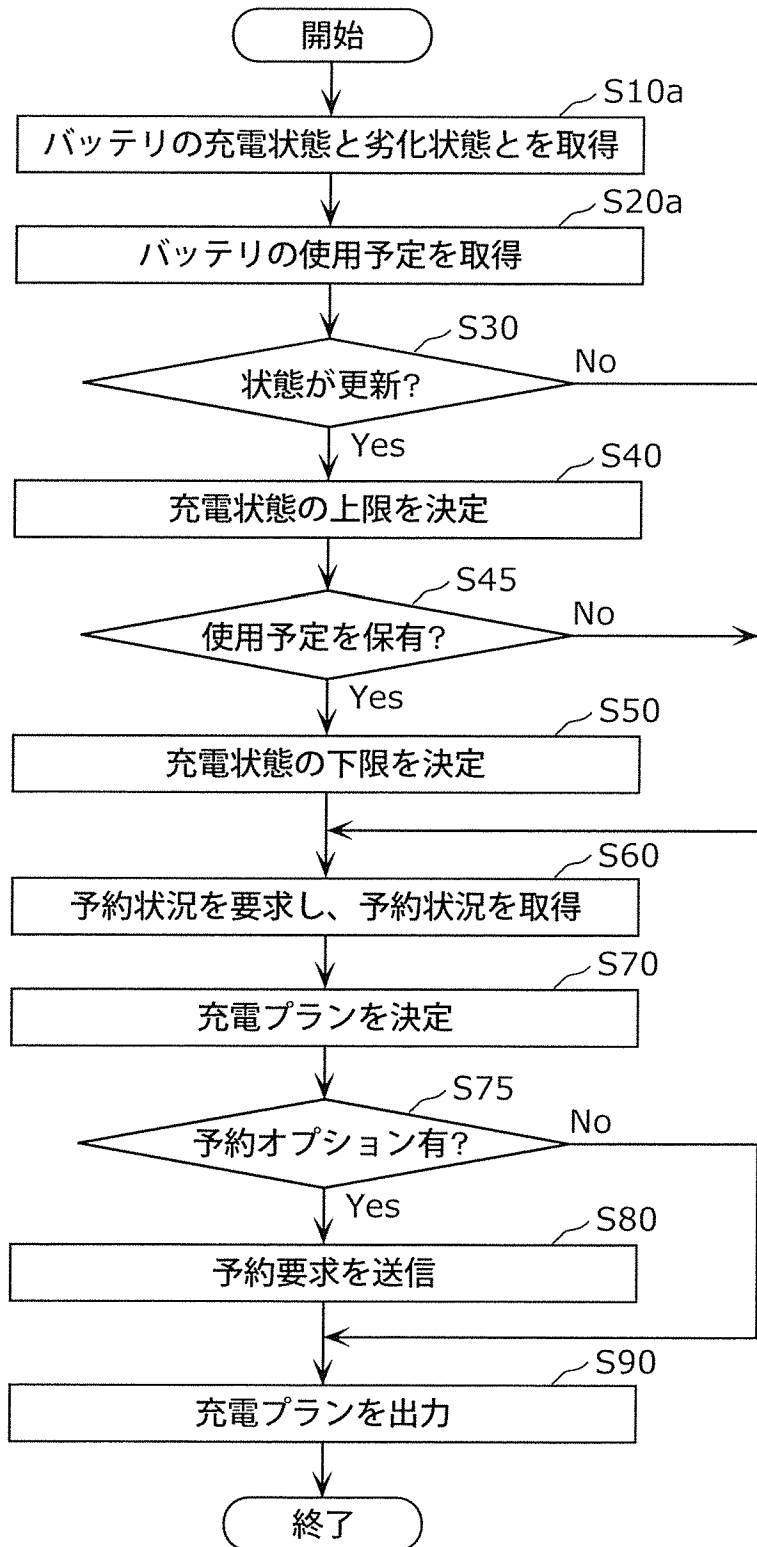 開始
S10a
バッテリの充電状態と劣化状態とを取得
S20a
バッテリの使用予定を取得
S30
状態が更新?
No
Yes
S40
充電状態の上限を決定
S45
使用予定を保有?
No
Yes
S50
充電状態の下限を決定
S60
予約状況を要求し、予約状況を取得
S70
充電プランを決定
S75
予約オプション有?
No
Yes
S80
予約要求を送信
S90
充電プランを出力
終了